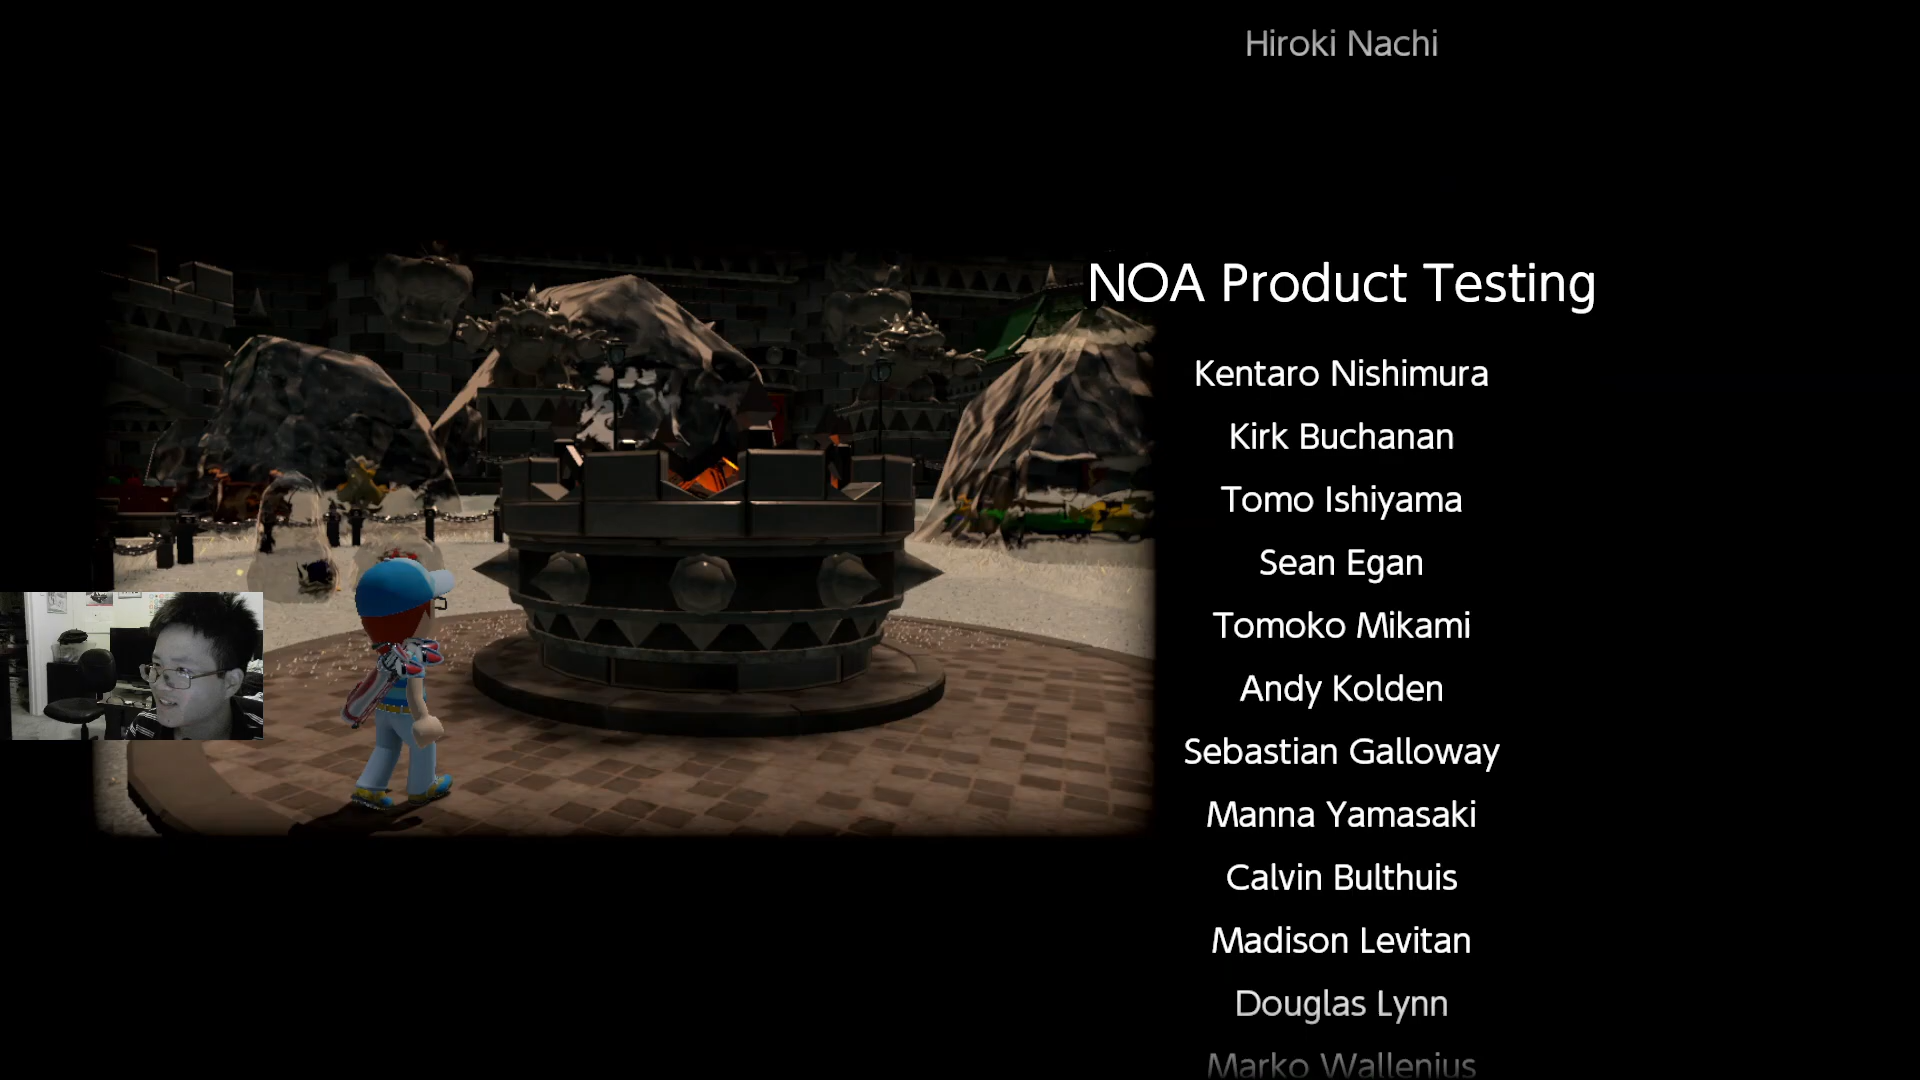 Hiroki Nachi
NOA Product Testing
Kentaro Nishimura
Kirk Buchanan
Tomo Ishiyama
Sean Egan
Tomoko Mikami
Andy Kolden
Sebastian Galloway
Manna Yamasaki
Calvin Bulthuis
Madison Levitan
Douglas Lynn
Marko Wallenius